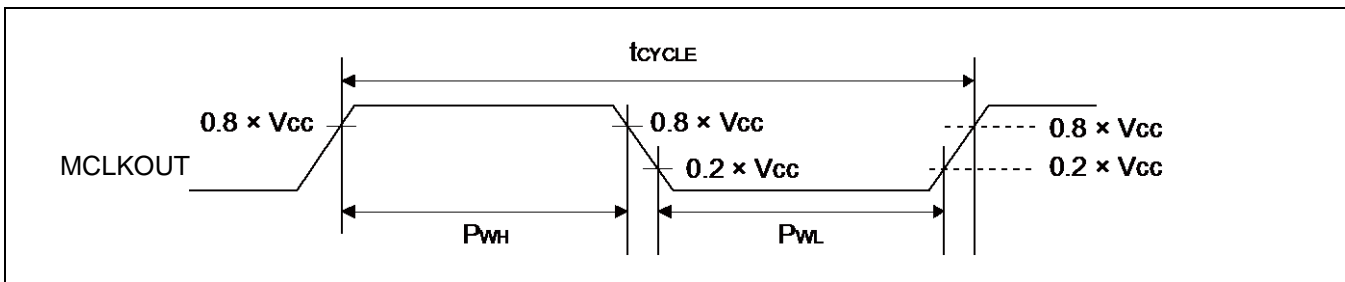 tCYCLE
0.8 × Vcc
0.8 × Vcc
0.8 × Vcc
MCLKOUT
0.2 × Vcc
0.2 × Vcc
PWH
PWL